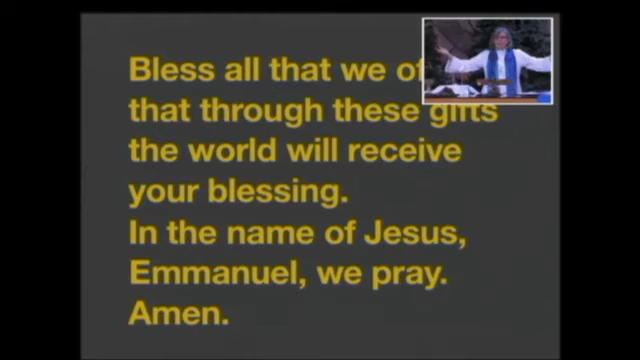 Bless all that we
that through these gifts
the world will receive
your blessing.
In the name of Jesus,
Emmanuel, we pray.
Amen.